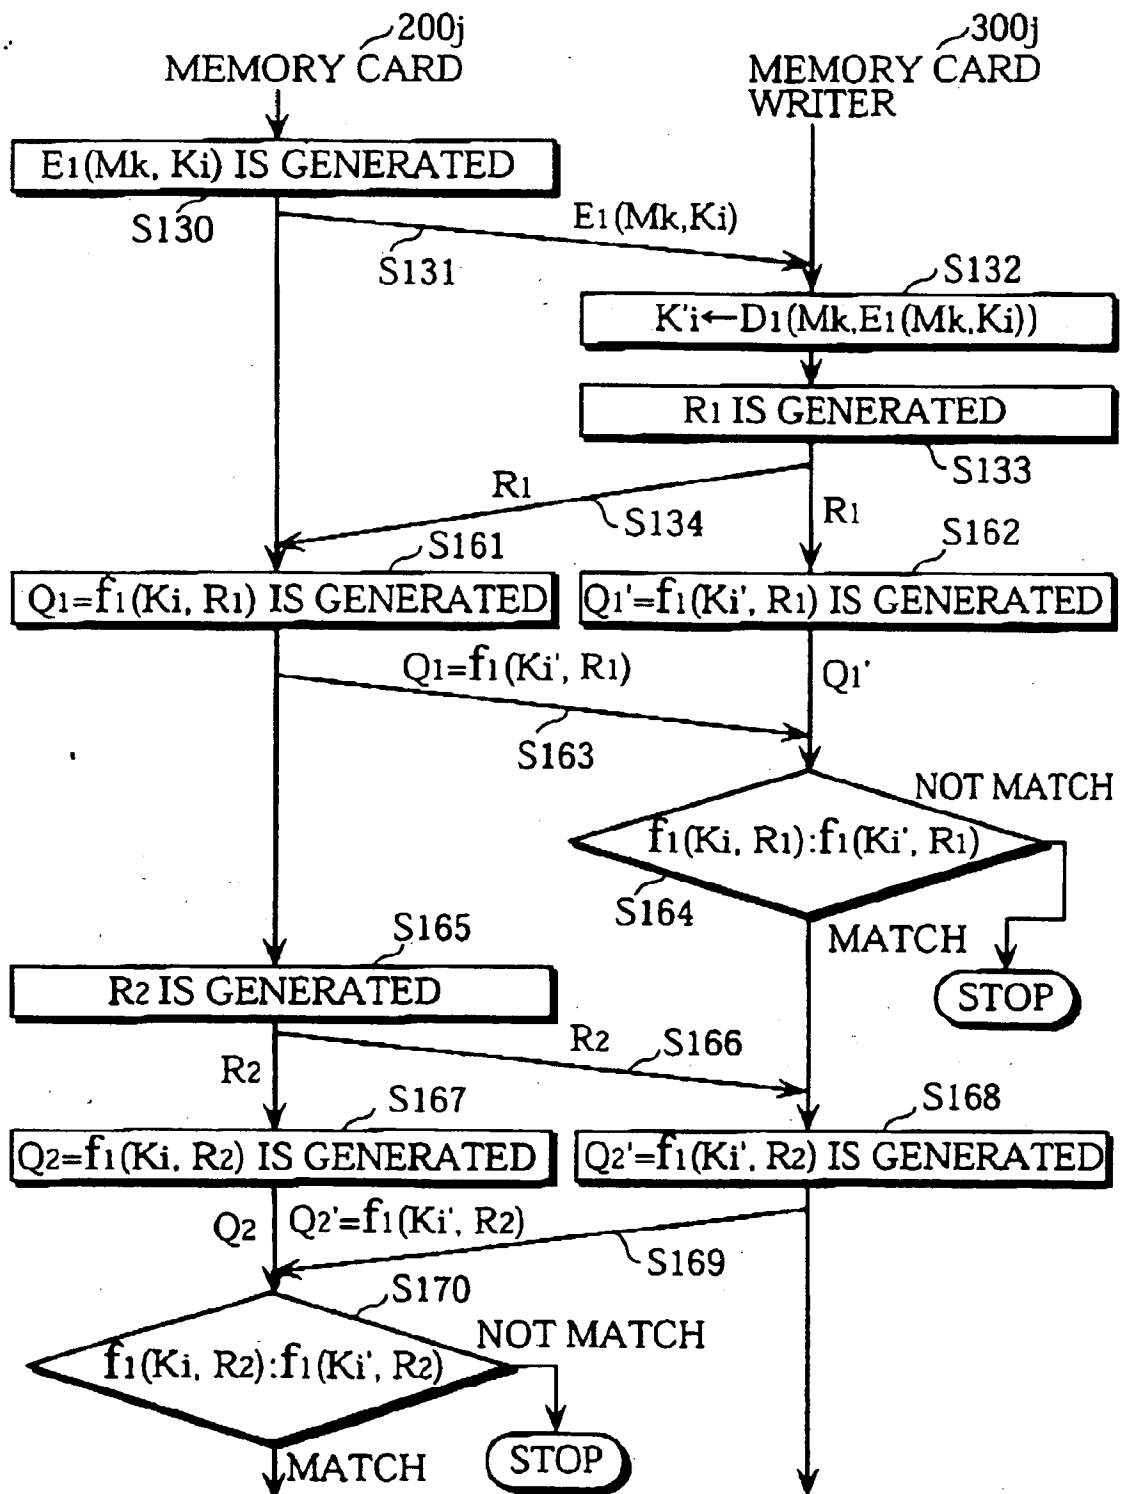 200j
300j
MEMORY CARD
MEMORY CARD
WRITER
E1(Mk, Ki) IS GENERATED
S130
E1(Mk,Ki)
S131
S132
K'i←D1(Mk,E1(Mk,Ki))
R1 IS GENERATED
S133
R1
S134
R1
S161
S162
Q1=f1(Ki, R1) IS GENERATED
Q1'=f1(Ki', R1) IS GENERATED
Q1=f1(Ki', R1)
Q1'
S163
NOT MATCH
f1(Ki, R1):f1(Ki', R1)
S164
MATCH
STOP
S165
R2 IS GENERATED
R2
S166
R2
S167
S168
Q2=f1(Ki, R2) IS GENERATED
Q2'=f1(Ki', R2) IS GENERATED
Q2
Q2'=f1(Ki', R2)
S169
S170
NOT MATCH
f1(Ki, R2):f1(Ki', R2)
MATCH
STOP